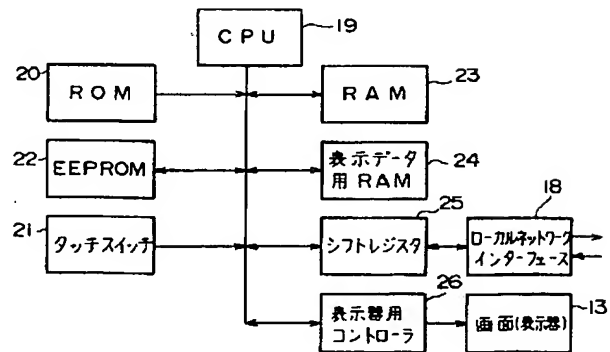 CPU
19
20
ROM
RAM
23
22
EEPROM
表示データ
用RAM
24
21
タッチスイッチ
25
シフトレジスタ
18
ローカルネットワーク
インターフェース
26
表示器用
コントローラ
画面(表示器)
13